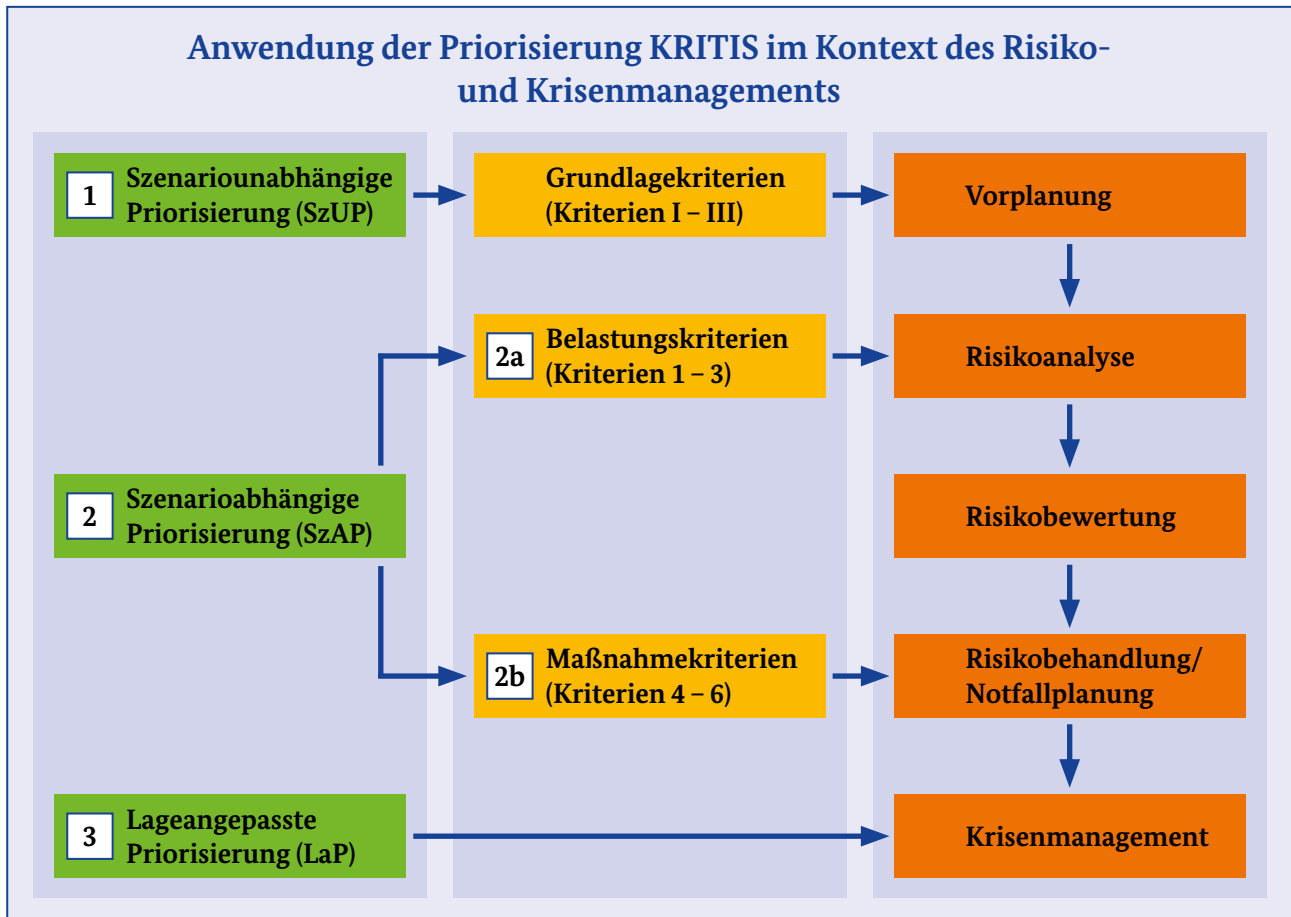 Anwendung der Priorisierung KRITIS im Kontext des Risiko-
und Krisenmanagements
1
Szenariounabhängige
Priorisierung (SzUP)
Grundlagekriterien
(Kriterien I – III)
Vorplanung
2a
Belastungskriterien
(Kriterien 1 – 3)
Risikoanalyse
2
Szenarioabhängige
Priorisierung (SzAP)
Risikobewertung
2b
Maßnahmekriterien
(Kriterien 4 – 6)
Risikobehandlung/
Notfallplanung
3
Lageangepasste
Priorisierung (LaP)
Krisenmanagement